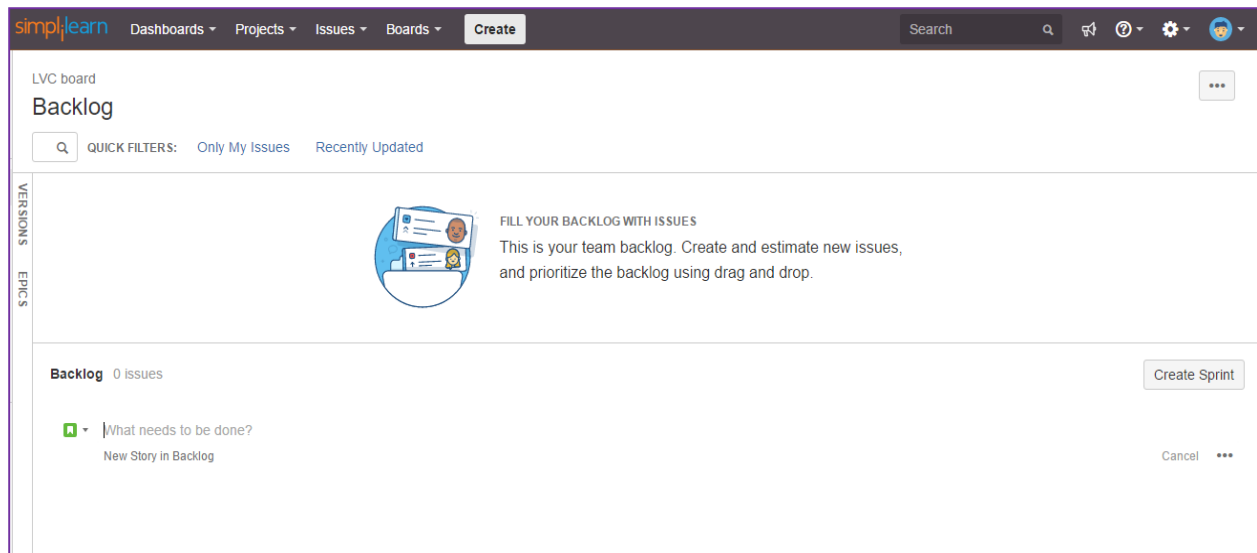 simplilearn Dashboards Projects Issues Boards Create Search
LVC board
Backlog
QUICK FILTERS: Only My Issues Recently Updated
VERSIONS
EPICS
FILL YOUR BACKLOG WITH ISSUES
This is your team backlog. Create and estimate new issues,
and prioritize the backlog using drag and drop.
Backlog 0 issues Create Sprint
What needs to be done?
New Story in Backlog Cancel